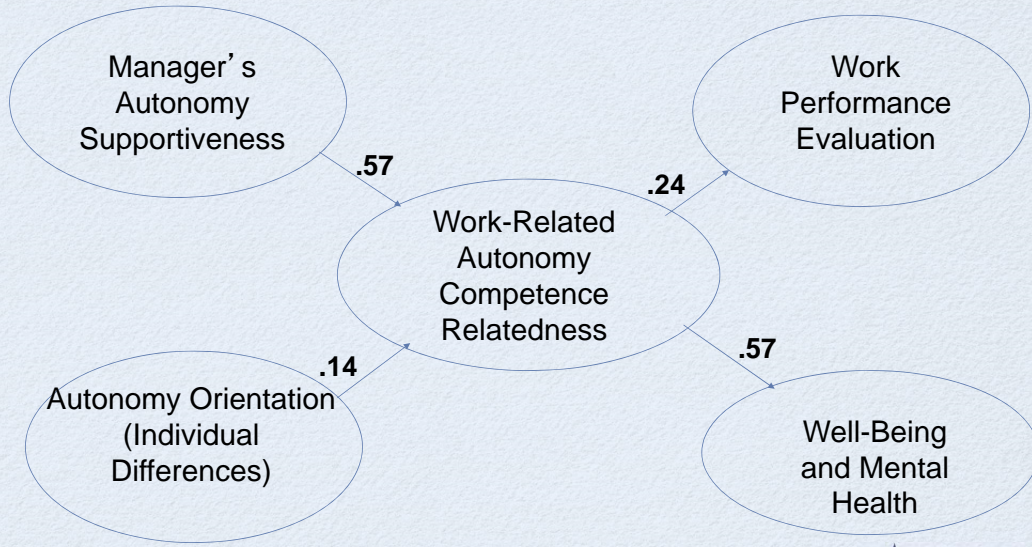 Manager’s
Autonomy
Supportiveness
Work
Performance
Evaluation
.57
.24
Work-Related
Autonomy
Competence
Relatedness
.14
.57
Autonomy Orientation
(Individual
Differences)
Well-Being
and Mental
Health